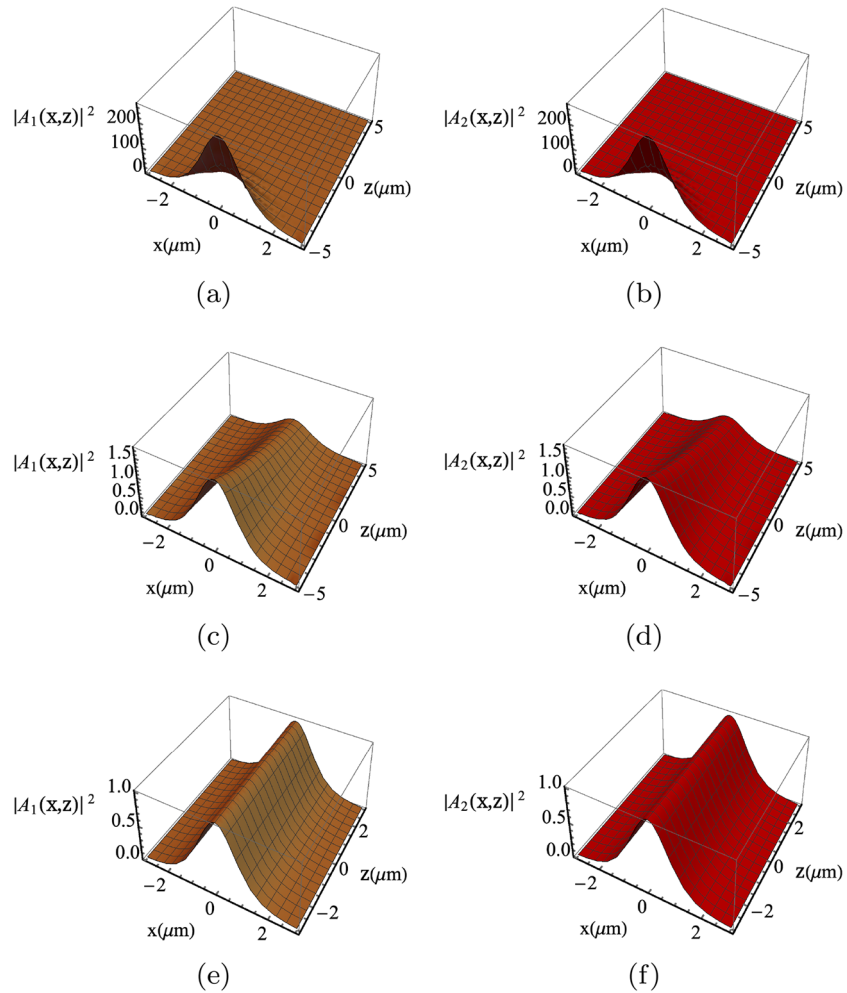 |A₁(x,z)|² 200 100 0 −2 0 2 x(μm) −5 0 5 z(μm)
|A₂(x,z)|² 200 100 0 −2 0 2 x(μm) −5 0 5 z(μm)
(a) (b)
|A₁(x,z)|² 1.5 1.0 0.5 0.0 −2 0 2 x(μm) −5 0 5 z(μm)
|A₂(x,z)|² 1.5 1.0 0.5 0.0 −2 0 2 x(μm) −5 0 5 z(μm)
(c) (d)
|A₁(x,z)|² 1.0 0.5 0.0 −2 0 2 x(μm) −2 0 2 z(μm)
|A₂(x,z)|² 1.0 0.5 0.0 −2 0 2 x(μm) −2 0 2 z(μm)
(e) (f)